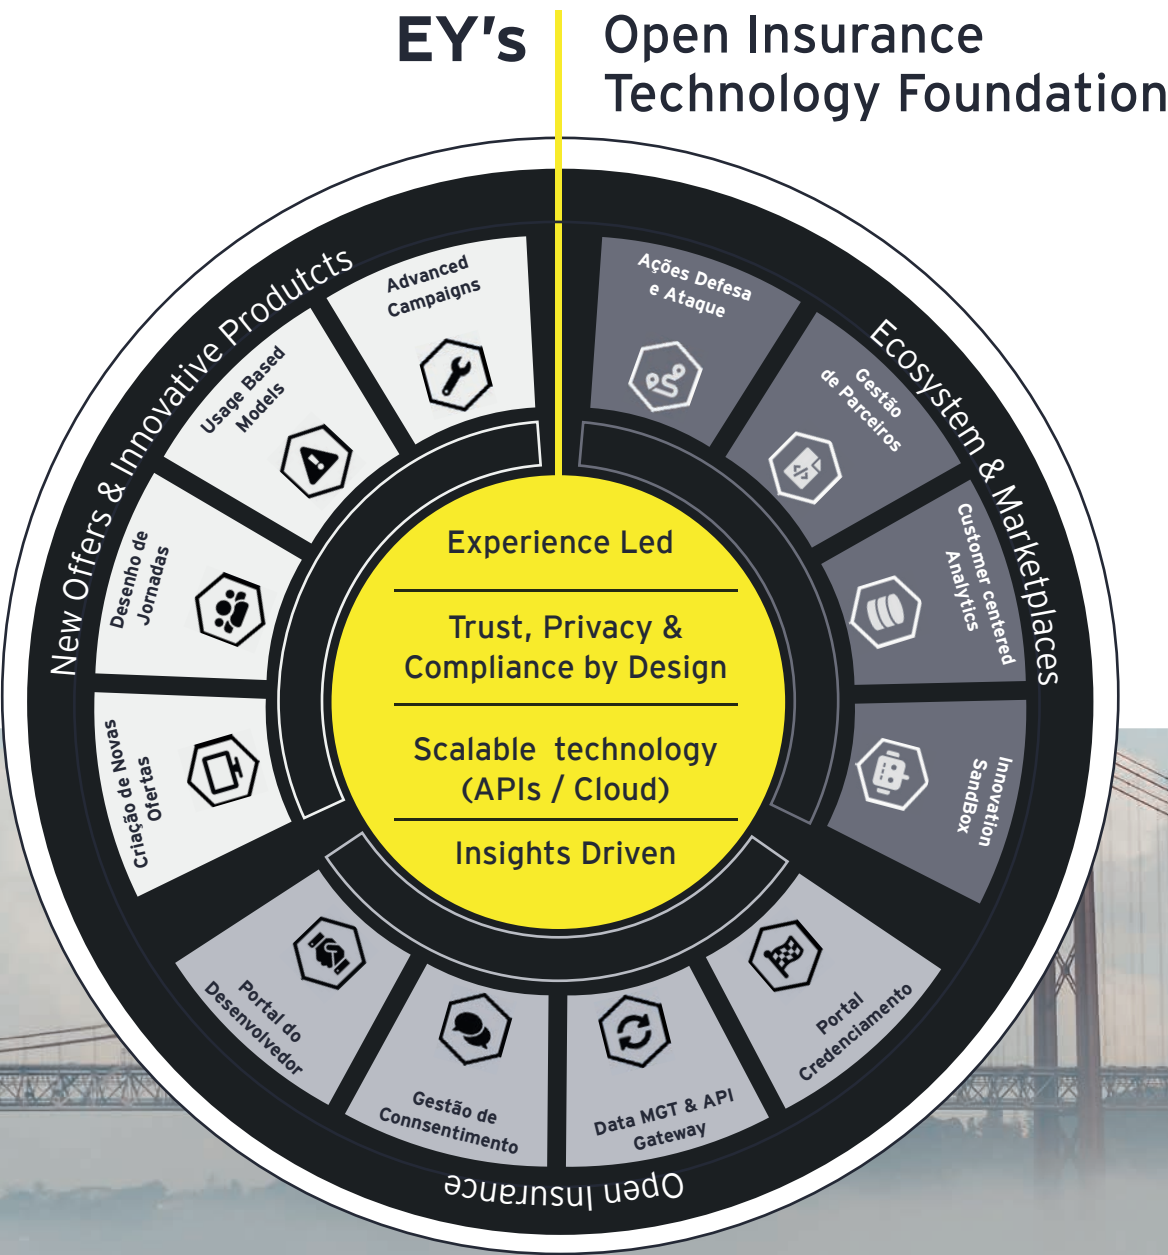 EY's
Open Insurance
Technology Foundation
New Offers & Innovative Produtcts
Advanced
Campaigns
Usage Based
Models
Desenho de
Jornadas
Criação de Novas
Ofertas
Ecosystem & Marketplaces
Ações Defesa
e Ataque
Gestão
de Parceiros
Customer centered
Analytics
Innovation
SandBox
Experience Led
Trust, Privacy &
Compliance by Design
Scalable technology
(APIs / Cloud)
Insights Driven
Portal do
Desenvolvedor
Gestão de
Connsentimento
Data MGT & API
Gateway
Portal
Credenciamento
Open Insurance